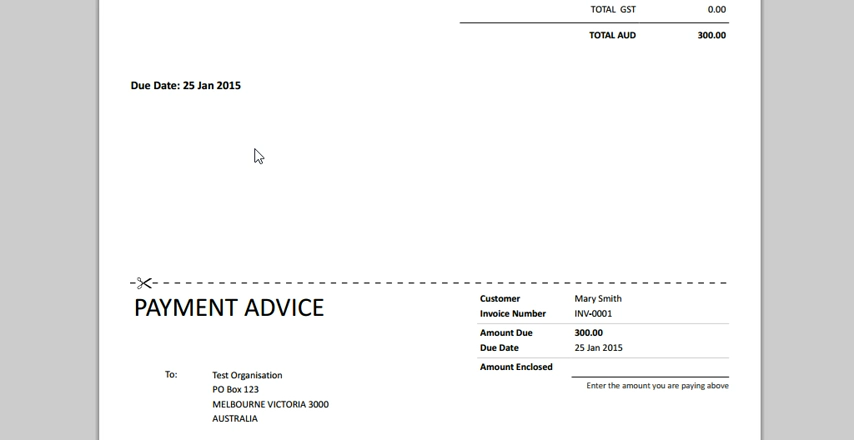 TOTAL GST 0.00
TOTAL AUD 300.00
Due Date: 25 Jan 2015
PAYMENT ADVICE
Customer Mary Smith
Invoice Number INV-0001
Amount Due 300.00
Due Date 25 Jan 2015
Amount Enclosed
Enter the amount you are paying above
To: Test Organisation
PO Box 123
MELBOURNE VICTORIA 3000
AUSTRALIA